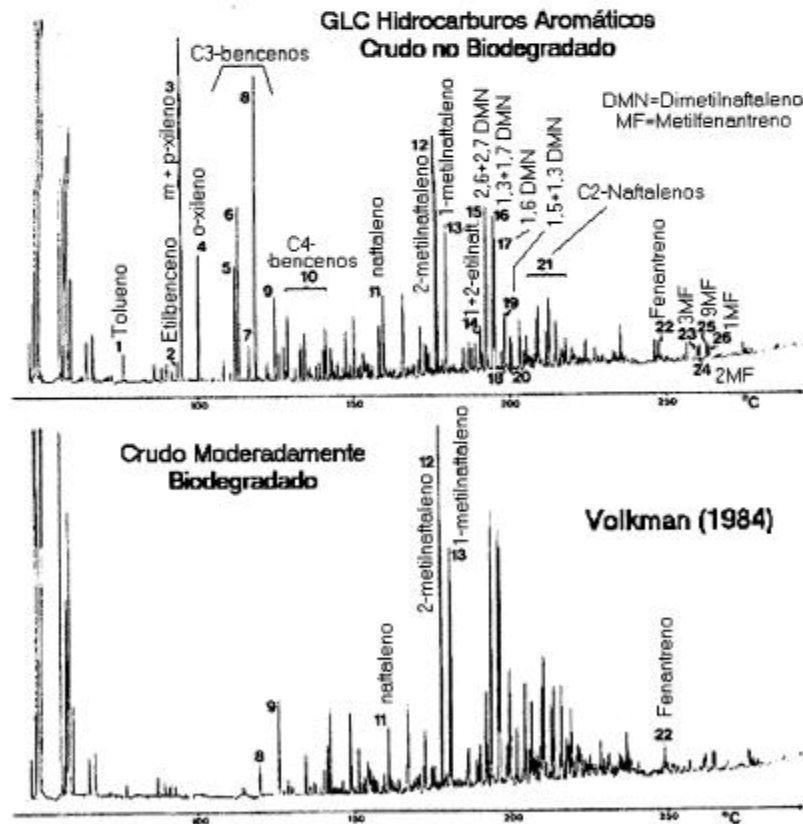 GLC Hidrocarburos Aromáticos
Crudo no Biodegradado
C3-bencenos
DMN=Dimetilnaftaleno
MF=Metilfenantreno
Tolueno
1
Etilbenceno
2
m + p-xileno
3
o-xileno
4
5
6
7
8
9
C4-
bencenos
10
naftaleno
11
2-metilnaftaleno
12
1-metilnaftaleno
13
1+2-etilnaft.
14
2,6+2,7 DMN
15
1,3+1,7 DMN
16
1,6 DMN
17
1,5+1,3 DMN
18
19
20
C2-Naftalenos
21
Fenantreno
22
3MF
23
9MF
25
1MF
26
24
2MF
100
150
200
250
°C
Crudo Moderadamente
Biodegradado
Volkman (1984)
8
9
naftaleno
11
2-metilnaftaleno
12
1-metilnaftaleno
13
Fenantreno
22
100
150
200
250
°C